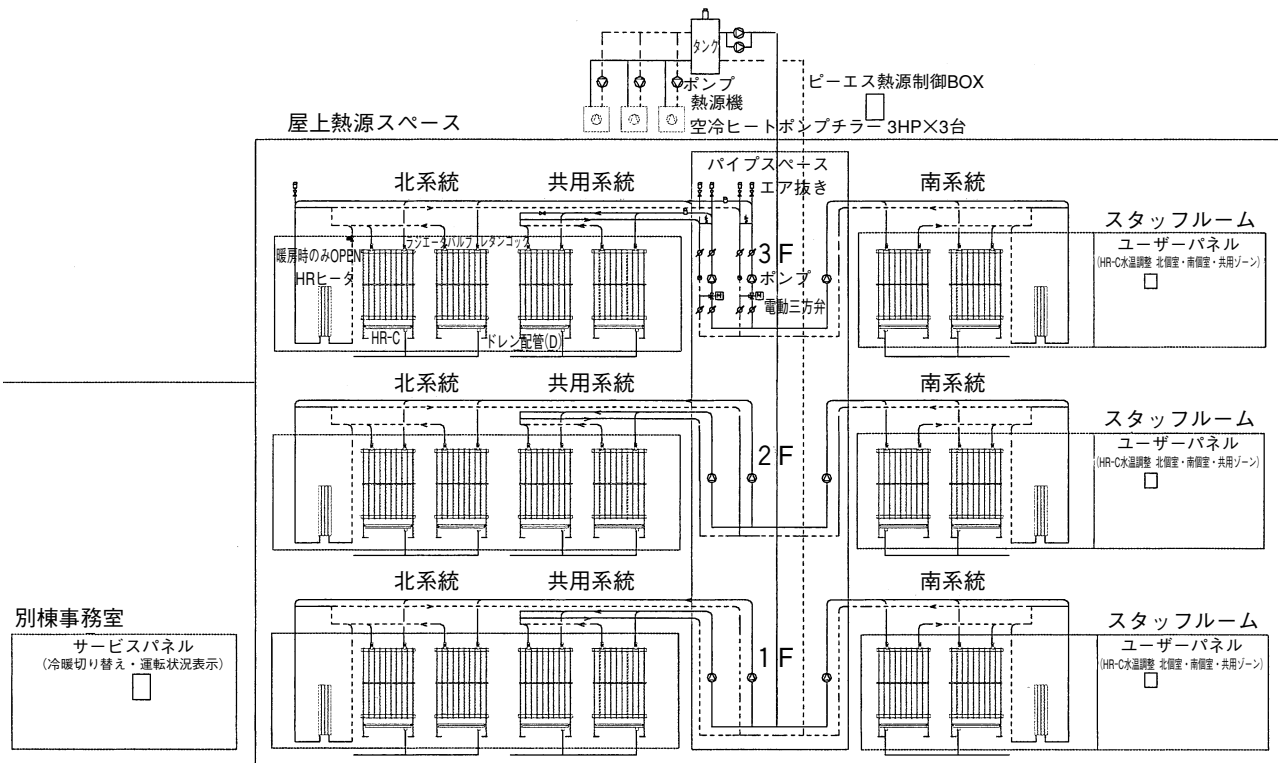 タンク
ポンプ
熱源機
空冷ヒートポンプチラー 3HP×3台
ピーエス熱源制御BOX
屋上熱源スペース
パイプスペース
エア抜き
北系統
共用系統
南系統
スタッフルーム
ユーザーパネル
(HR-C水温調整 北個室・南個室・共用ゾーン)
ラジエータバルブ
レタンコック
暖房時のみOPEN
HRヒータ
3F
ポンプ
M
M
電動三方弁
HR-C
ドレン配管(D)
北系統
共用系統
南系統
スタッフルーム
ユーザーパネル
(HR-C水温調整 北個室・南個室・共用ゾーン)
2F
北系統
共用系統
南系統
スタッフルーム
ユーザーパネル
(HR-C水温調整 北個室・南個室・共用ゾーン)
1F
別棟事務室
サービスパネル
(冷暖切り替え・運転状況表示)